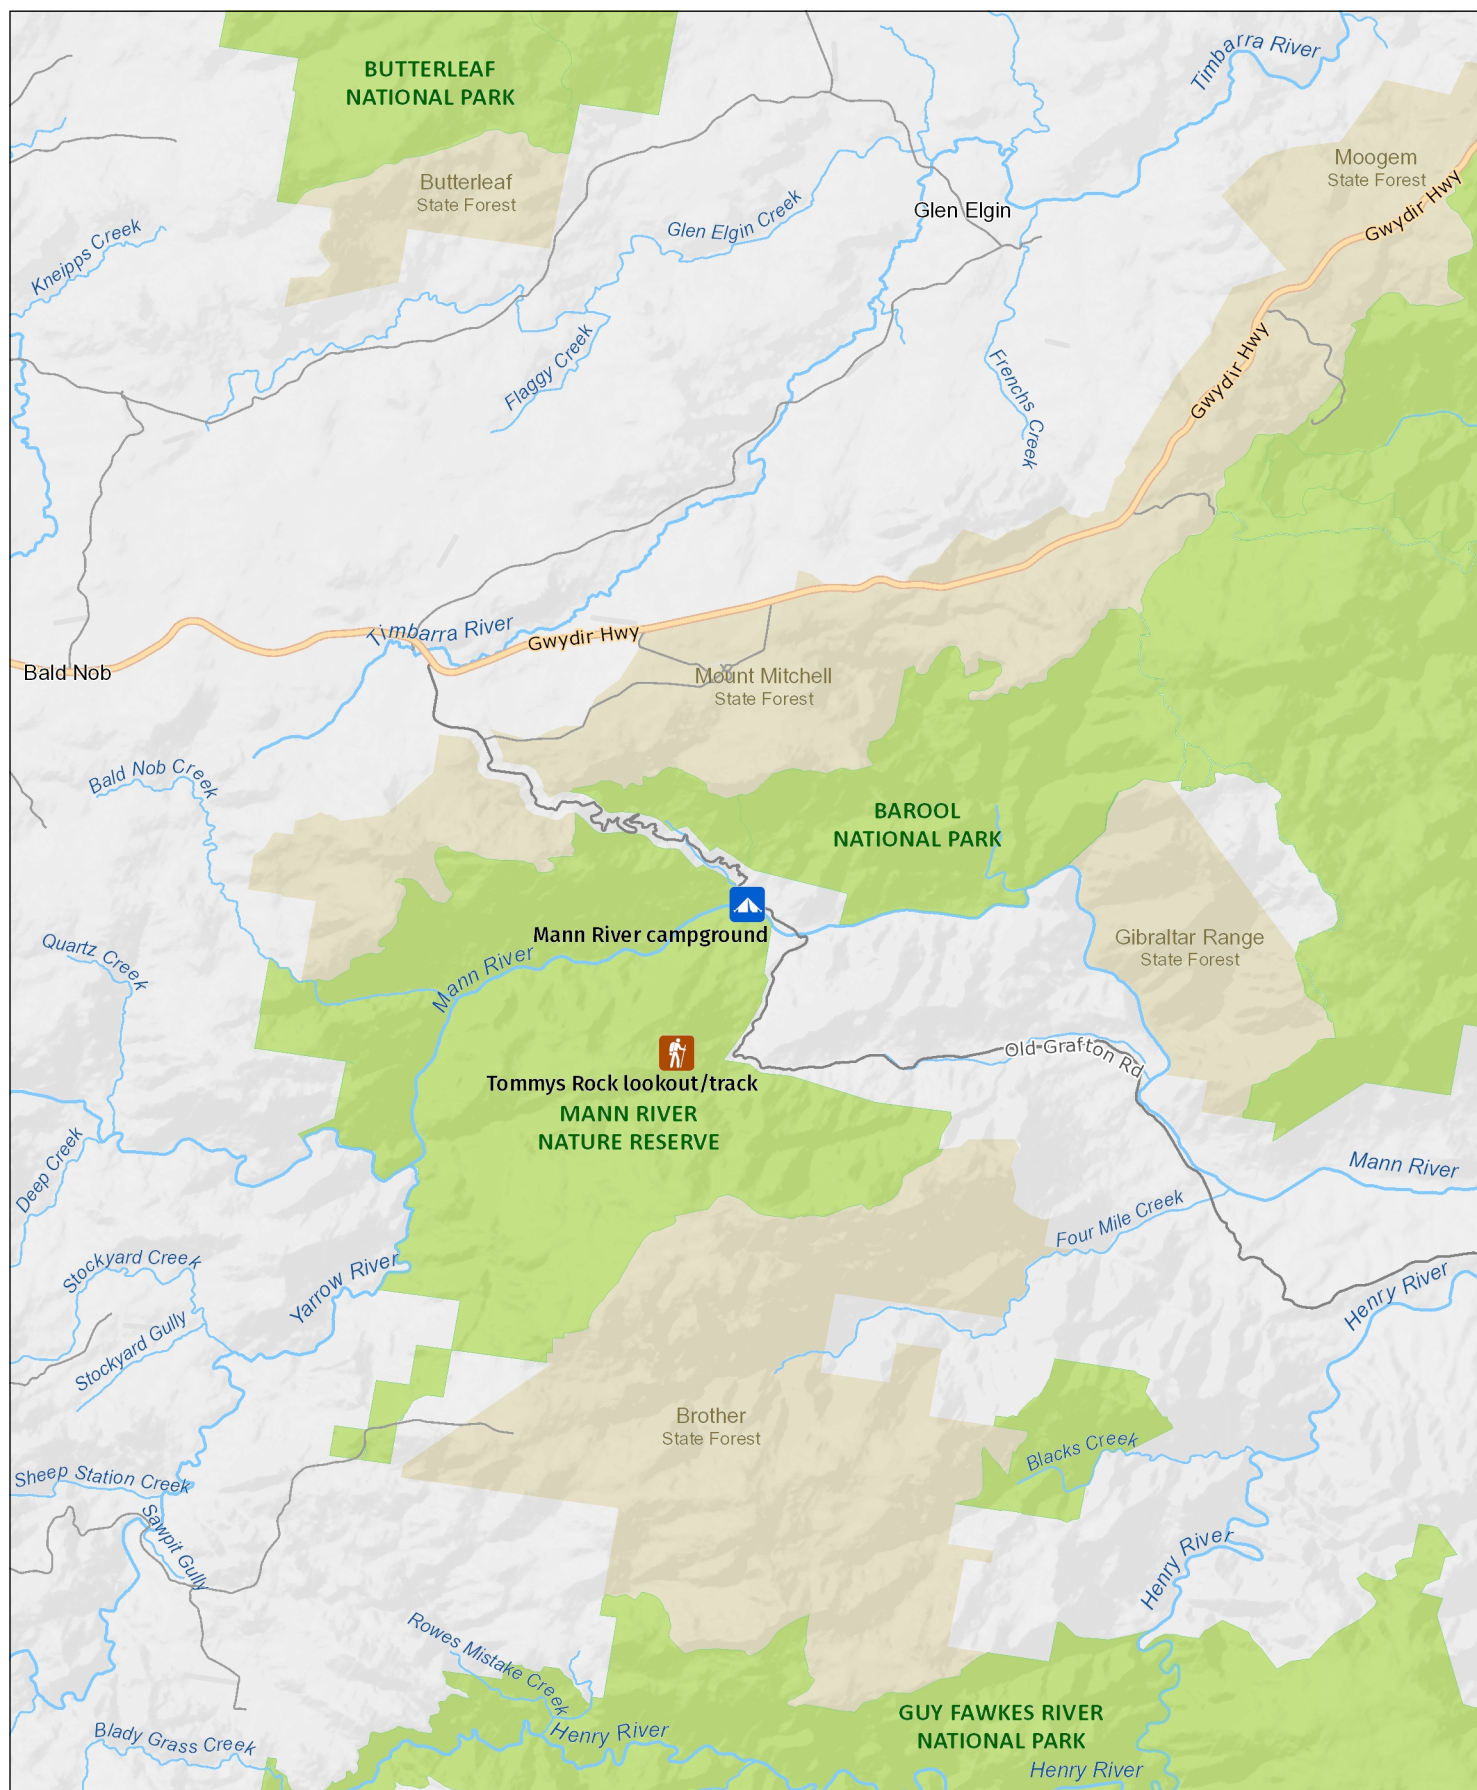 Timbarra River
BUTTERLEAF
NATIONAL PARK
Moogem
State Forest
Butterleaf
State Forest
Gwydir Hwy
Glen Elgin
Glen Elgin Creek
Kneipps Creek
Flaggy Creek
Frenchs Creek
Gwydir Hwy
Timbarra River
Gwydir Hwy
Bald Nob
Mount Mitchell
State Forest
Bald Nob Creek
BAROOL
NATIONAL PARK
Mann River campground
Gibraltar Range
State Forest
Quartz Creek
Mann River
Old Grafton Rd
Tommys Rock lookout/track
MANN RIVER
NATURE RESERVE
Deep Creek
Mann River
Four Mile Creek
Stockyard Creek
Yarrow River
Henry River
Stockyard Gully
Brother
State Forest
Blacks Creek
Sheep Station Creek
Sawpit Gully
Henry River
Rowes Mistake Creek
GUY FAWKES RIVER
NATIONAL PARK
Henry River
Blady Grass Creek
Henry River